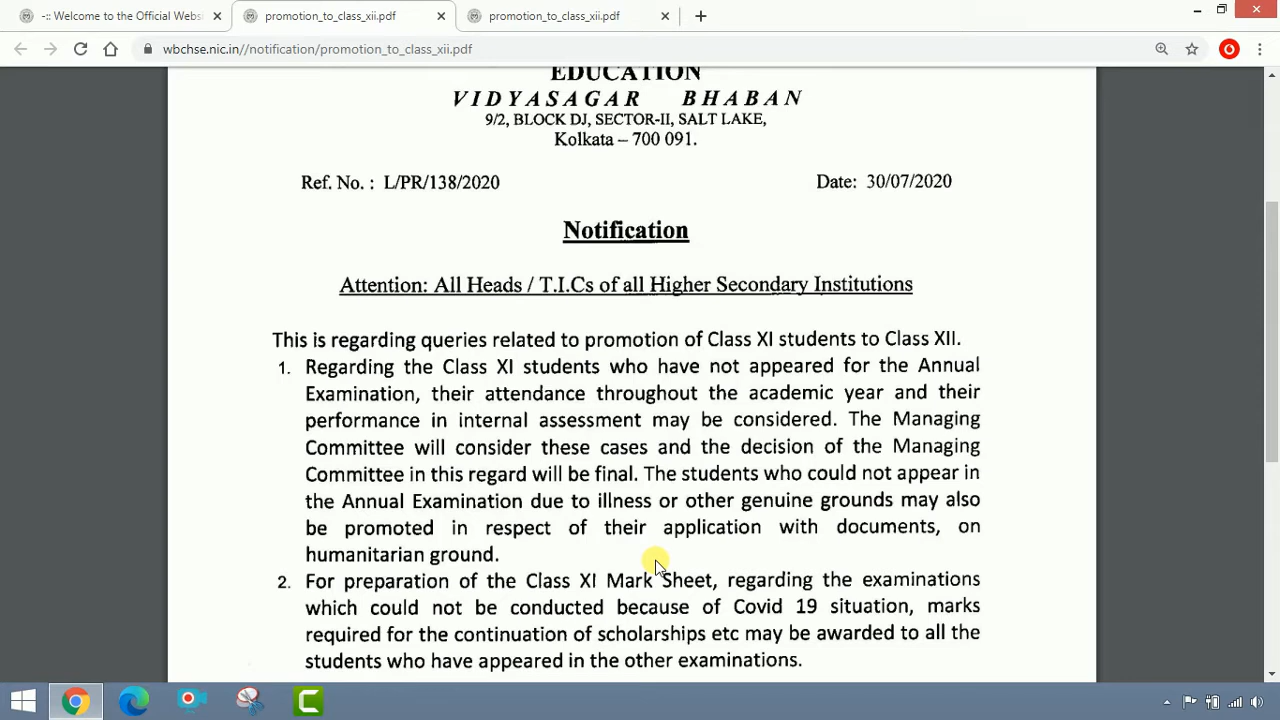 -:: Welcome to the Official Webs
promotion_to_class_xii.pdf
promotion_to_class_xii.pdf
wbchse.nic.in//notification/promotion_to_class_xii.pdf
EDUCATION
VIDYASAGAR BHABAN
9/2, BLOCK DJ, SECTOR-II, SALT LAKE,
Kolkata – 700 091.
Ref. No. : L/PR/138/2020 Date: 30/07/2020
Notification
Attention: All Heads / T.I.Cs of all Higher Secondary Institutions
This is regarding queries related to promotion of Class XI students to Class XII.
1. Regarding the Class XI students who have not appeared for the Annual
Examination, their attendance throughout the academic year and their
performance in internal assessment may be considered. The Managing
Committee will consider these cases and the decision of the Managing
Committee in this regard will be final. The students who could not appear in
the Annual Examination due to illness or other genuine grounds may also
be promoted in respect of their application with documents, on
humanitarian ground.
2. For preparation of the Class XI Mark Sheet, regarding the examinations
which could not be conducted because of Covid 19 situation, marks
required for the continuation of scholarships etc may be awarded to all the
students who have appeared in the other examinations.